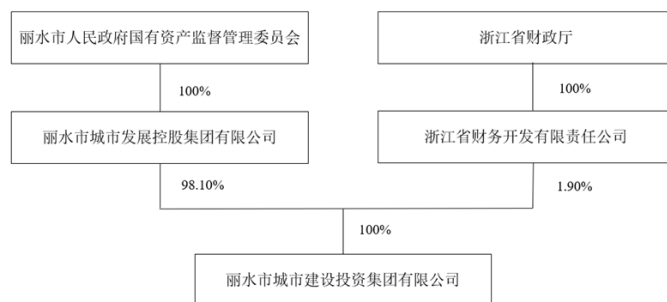 丽水市人民政府国有资产监督管理委员会
浙江省财政厅
100%
100%
丽水市城市发展控股集团有限公司
浙江省财务开发有限责任公司
98.10%
1.90%
100%
丽水市城市建设投资集团有限公司